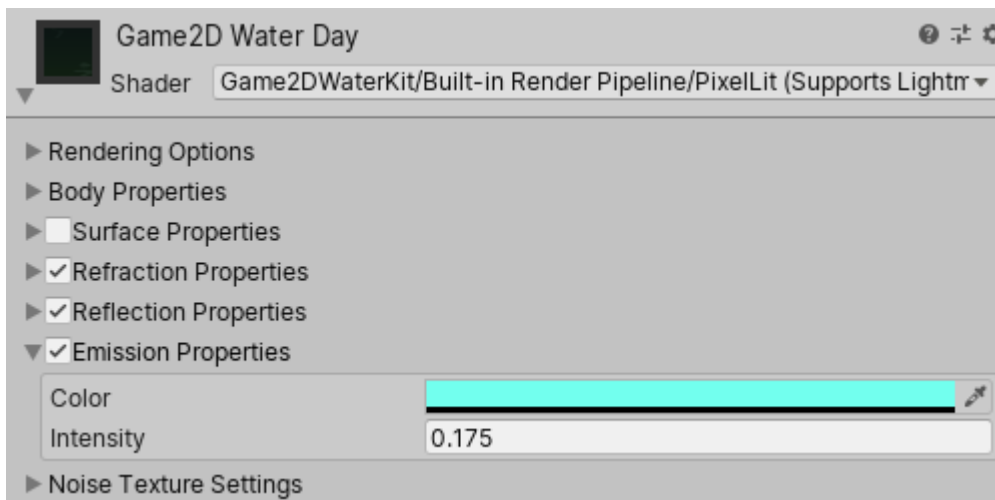 Game2D Water Day
Shader Game2DWaterKit/Built-in Render Pipeline/PixelLit (Supports Lightm
Rendering Options
Body Properties
Surface Properties
Refraction Properties
Reflection Properties
Emission Properties
Color
Intensity 0.175
Noise Texture Settings